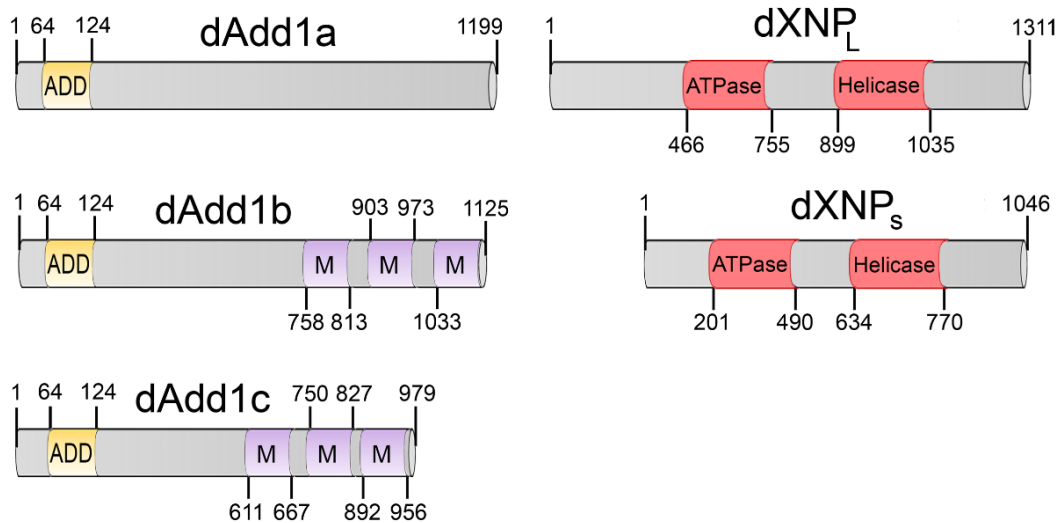 1 64 124 dAdd1a 1199
ADD
1 dXNP L 1311
ATPase Helicase
466 755 899 1035
1 64 124 dAdd1b 903 973 1125
ADD M M M
758 813 1033
1 dXNP s 1046
ATPase Helicase
201 490 634 770
1 64 124 dAdd1c 750 827 979
ADD M M M
611 667 892 956